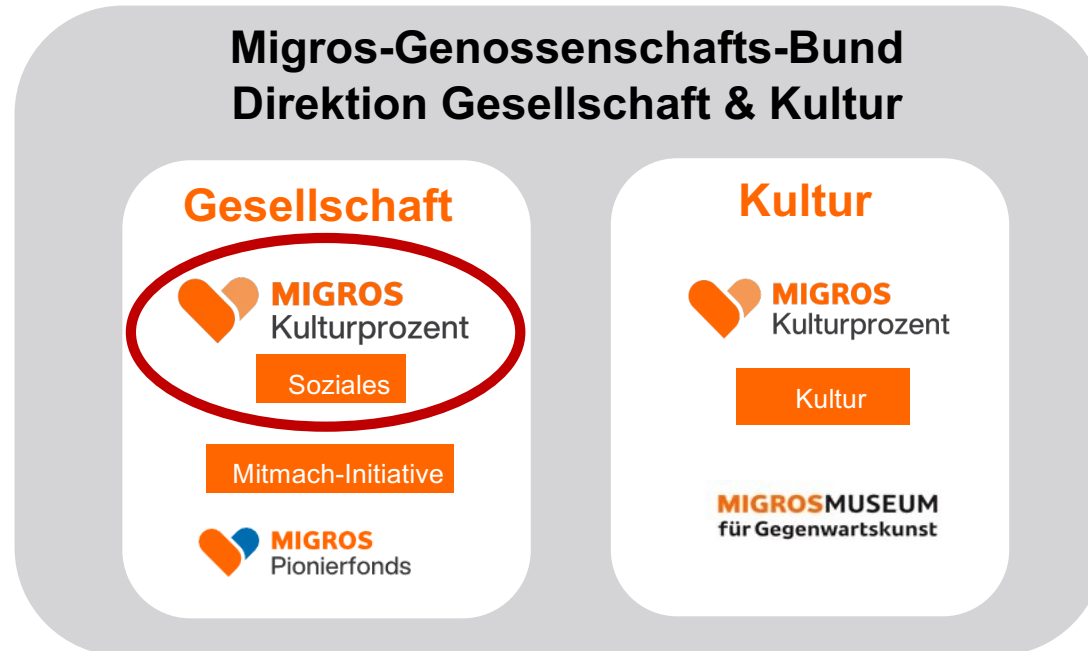 Migros-Genossenschafts-Bund
Direktion Gesellschaft & Kultur
Gesellschaft
MIGROS
Kulturprozent
Soziales
Mitmach-Initiative
MIGROS
Pionierfonds
Kultur
MIGROS
Kulturprozent
Kultur
MIGROSMUSEUM
für Gegenwartskunst